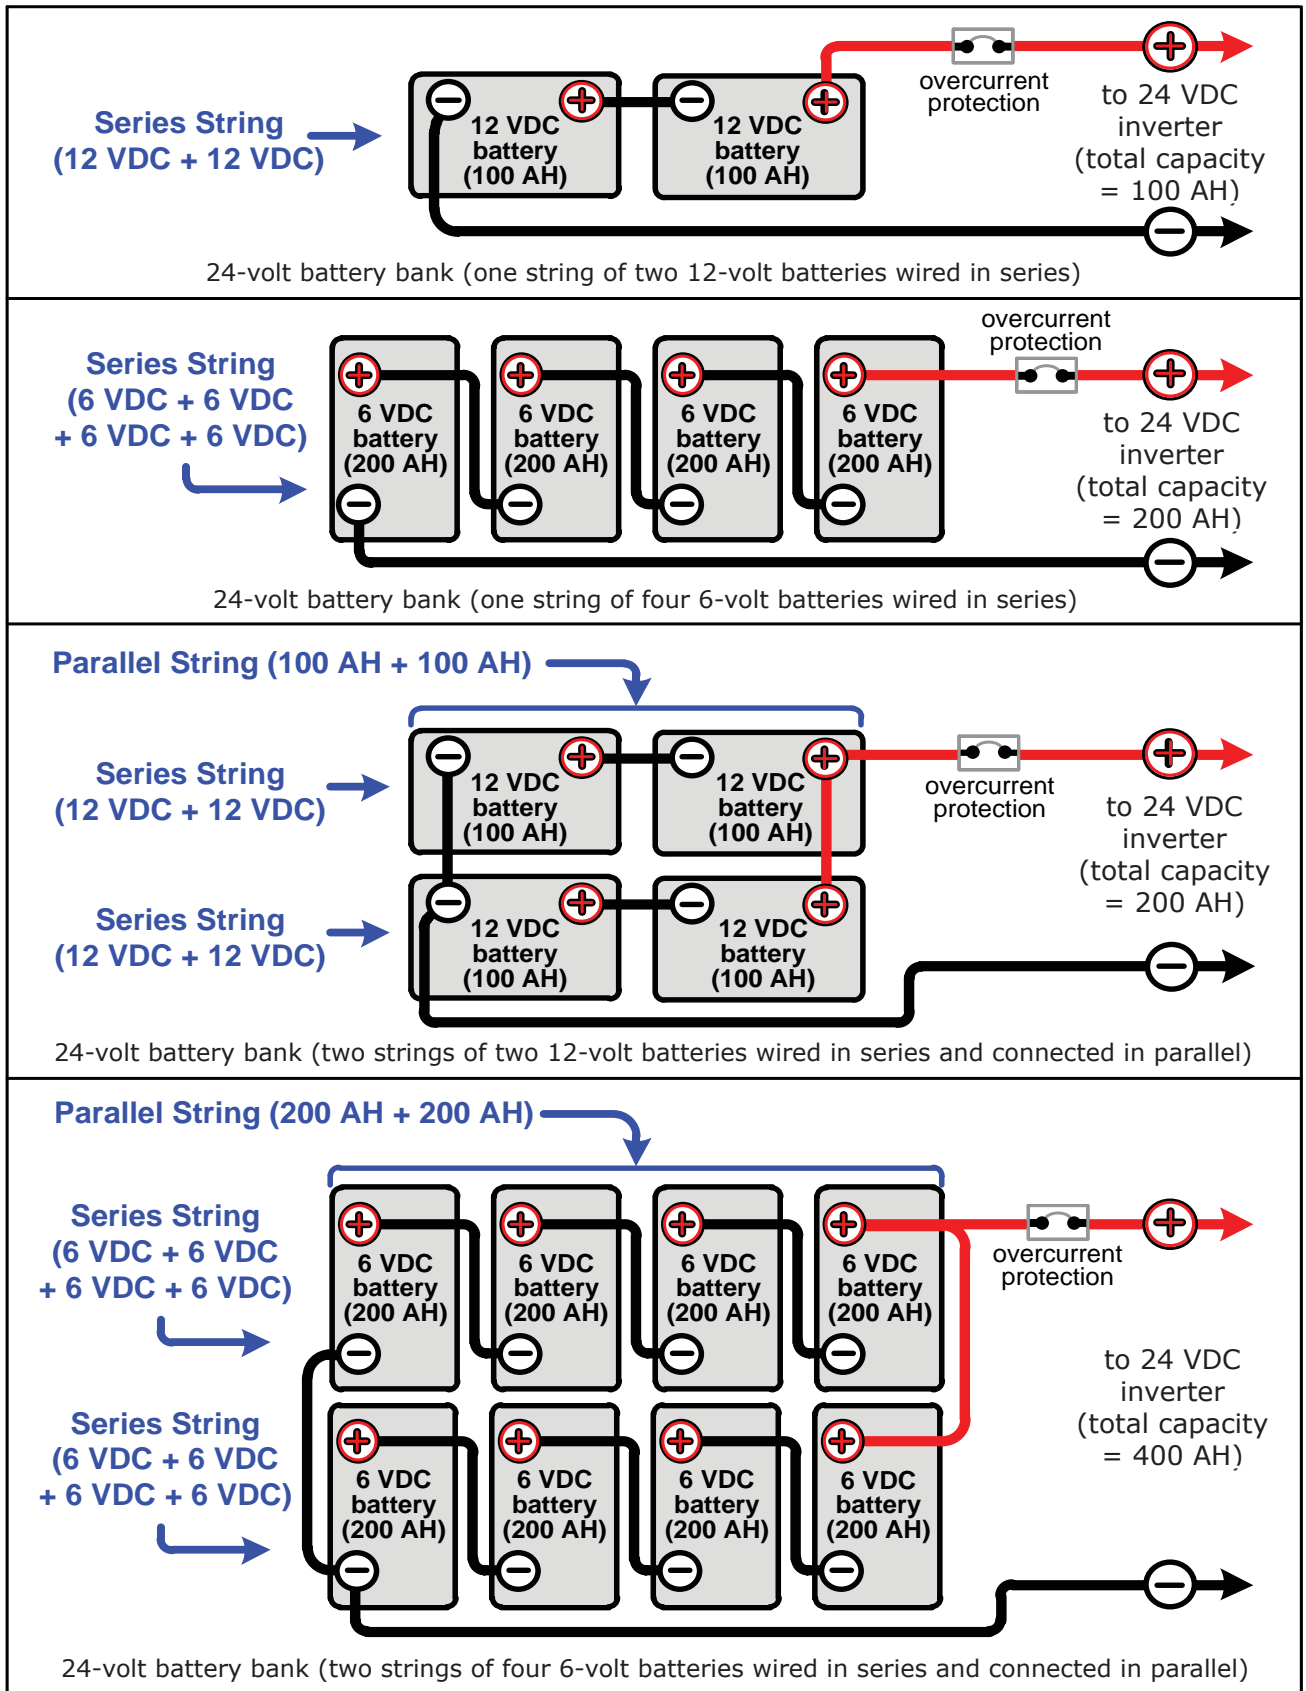 Series String
(12 VDC + 12 VDC)
12 VDC
battery
(100 AH)
12 VDC
battery
(100 AH)
overcurrent
protection
to 24 VDC
inverter
(total capacity
= 100 AH)
24-volt battery bank (one string of two 12-volt batteries wired in series)
Series String
(6 VDC + 6 VDC
+ 6 VDC + 6 VDC)
6 VDC
battery
(200 AH)
6 VDC
battery
(200 AH)
6 VDC
battery
(200 AH)
6 VDC
battery
(200 AH)
overcurrent
protection
to 24 VDC
inverter
(total capacity
= 200 AH)
24-volt battery bank (one string of four 6-volt batteries wired in series)
Parallel String (100 AH + 100 AH)
Series String
(12 VDC + 12 VDC)
12 VDC
battery
(100 AH)
12 VDC
battery
(100 AH)
overcurrent
protection
to 24 VDC
inverter
(total capacity
= 200 AH)
Series String
(12 VDC + 12 VDC)
12 VDC
battery
(100 AH)
12 VDC
battery
(100 AH)
24-volt battery bank (two strings of two 12-volt batteries wired in series and connected in parallel)
Parallel String (200 AH + 200 AH)
Series String
(6 VDC + 6 VDC
+ 6 VDC + 6 VDC)
6 VDC
battery
(200 AH)
6 VDC
battery
(200 AH)
6 VDC
battery
(200 AH)
6 VDC
battery
(200 AH)
overcurrent
protection
to 24 VDC
inverter
(total capacity
= 400 AH)
Series String
(6 VDC + 6 VDC
+ 6 VDC + 6 VDC)
6 VDC
battery
(200 AH)
6 VDC
battery
(200 AH)
6 VDC
battery
(200 AH)
6 VDC
battery
(200 AH)
24-volt battery bank (two strings of four 6-volt batteries wired in series and connected in parallel)